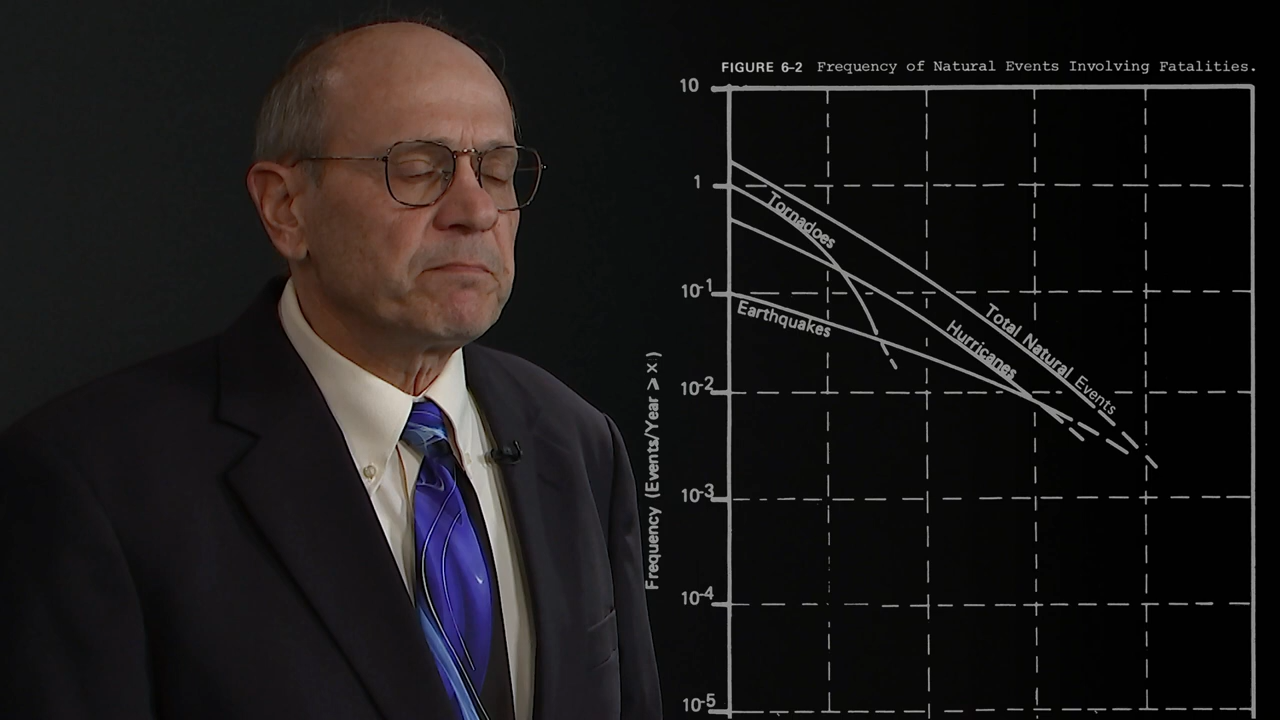 FIGURE 6-2 Frequency of Natural Events Involving Fatalities.
10
1
10-1
10-2
10-3
10-4
10-5
Frequency (Events/Year > X)
Tornadoes
Earthquakes
Hurricanes
Total Natural Events